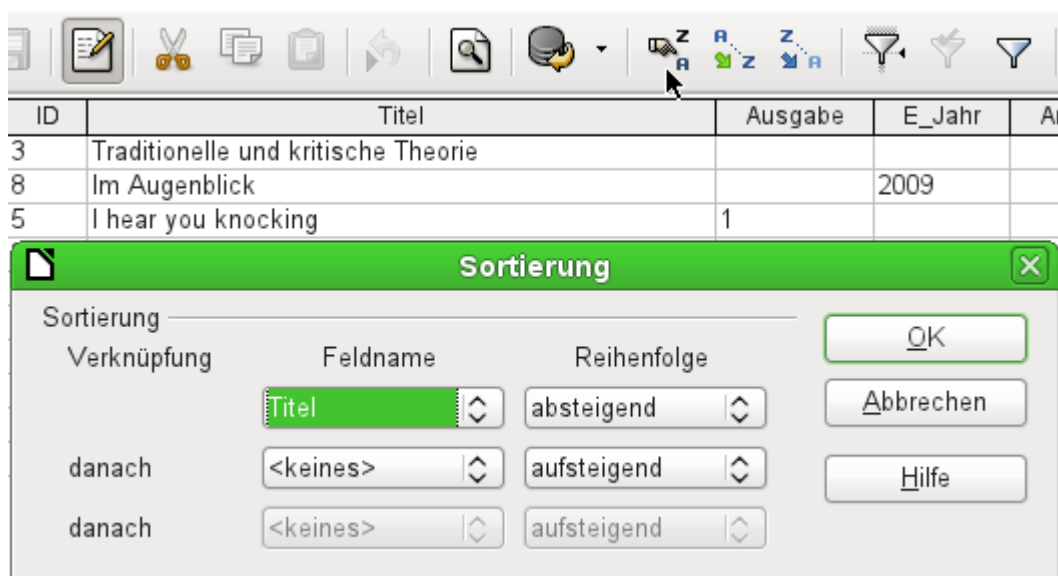 ID Titel Ausgabe E_Jahr
3 Traditionelle und kritische Theorie
8 Im Augenblick 2009
5 I hear you knocking 1
Sortierung
Sortierung
Verknüpfung Feldname Reihenfolge
OK
Titel absteigend
Abbrechen
danach <keines> aufsteigend
Hilfe
danach <keines> aufsteigend